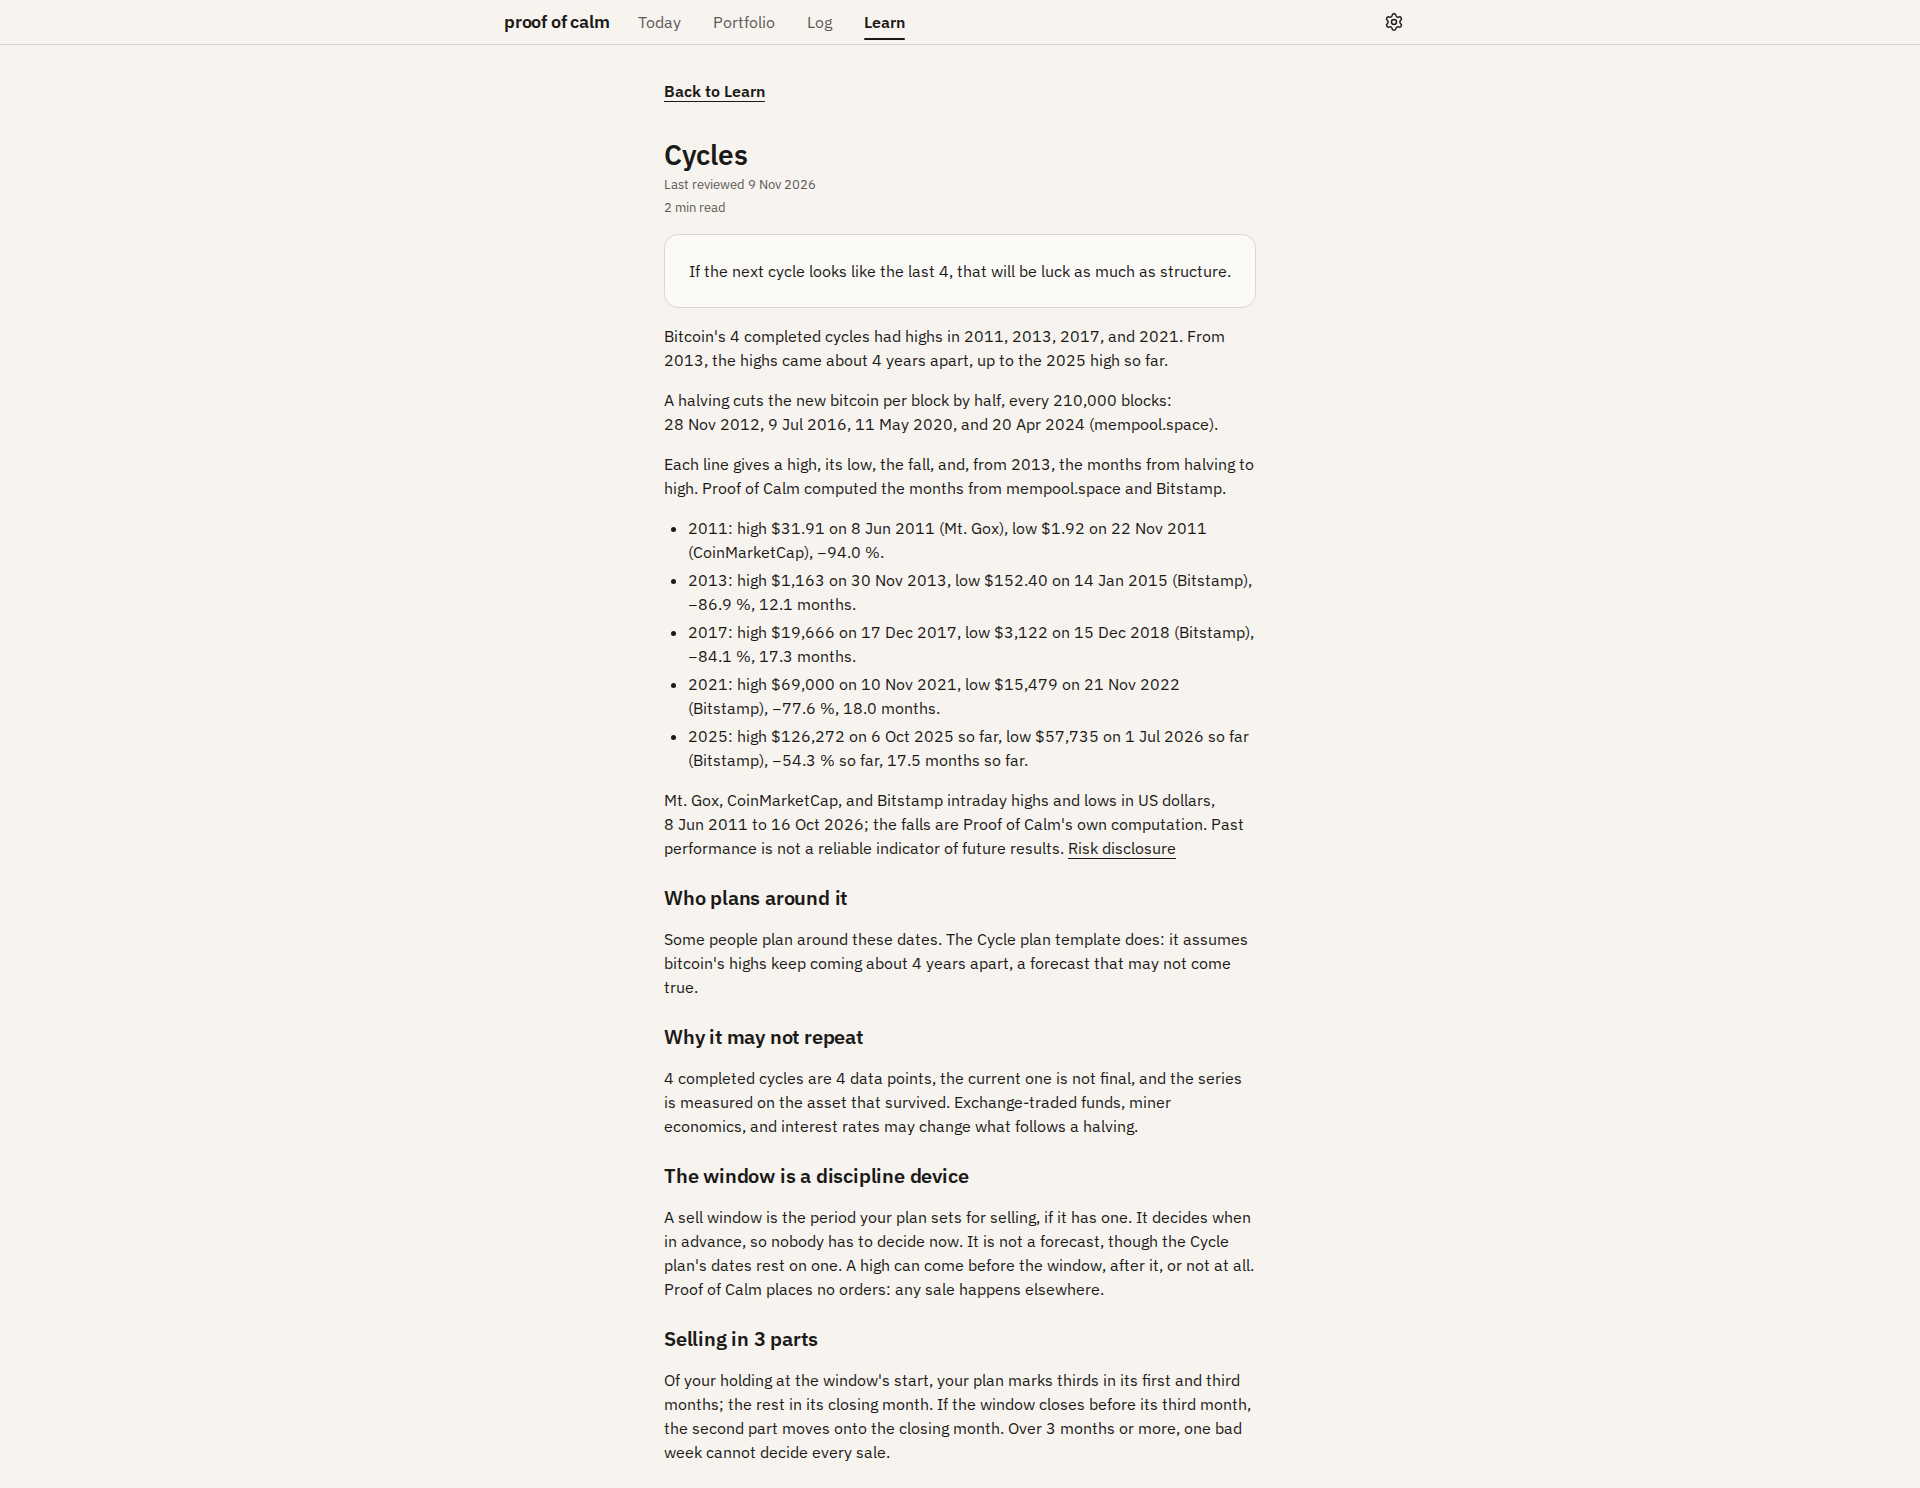 proof of calm Today Portfolio Log Learn
Back to Learn
Cycles
Last reviewed 9 Nov 2026
2 min read
If the next cycle looks like the last 4, that will be luck as much as structure.
Bitcoin's 4 completed cycles had highs in 2011, 2013, 2017, and 2021. From
2013, the highs came about 4 years apart, up to the 2025 high so far.
A halving cuts the new bitcoin per block by half, every 210,000 blocks:
28 Nov 2012, 9 Jul 2016, 11 May 2020, and 20 Apr 2024 (mempool.space).
Each line gives a high, its low, the fall, and, from 2013, the months from halving to
high. Proof of Calm computed the months from mempool.space and Bitstamp.
• 2011: high $31.91 on 8 Jun 2011 (Mt. Gox), low $1.92 on 22 Nov 2011
(CoinMarketCap), −94.0 %.
• 2013: high $1,163 on 30 Nov 2013, low $152.40 on 14 Jan 2015 (Bitstamp),
−86.9 %, 12.1 months.
• 2017: high $19,666 on 17 Dec 2017, low $3,122 on 15 Dec 2018 (Bitstamp),
−84.1 %, 17.3 months.
• 2021: high $69,000 on 10 Nov 2021, low $15,479 on 21 Nov 2022
(Bitstamp), −77.6 %, 18.0 months.
• 2025: high $126,272 on 6 Oct 2025 so far, low $57,735 on 1 Jul 2026 so far
(Bitstamp), −54.3 % so far, 17.5 months so far.
Mt. Gox, CoinMarketCap, and Bitstamp intraday highs and lows in US dollars,
8 Jun 2011 to 16 Oct 2026; the falls are Proof of Calm's own computation. Past
performance is not a reliable indicator of future results. Risk disclosure
Who plans around it
Some people plan around these dates. The Cycle plan template does: it assumes
bitcoin's highs keep coming about 4 years apart, a forecast that may not come
true.
Why it may not repeat
4 completed cycles are 4 data points, the current one is not final, and the series
is measured on the asset that survived. Exchange-traded funds, miner
economics, and interest rates may change what follows a halving.
The window is a discipline device
A sell window is the period your plan sets for selling, if it has one. It decides when
in advance, so nobody has to decide now. It is not a forecast, though the Cycle
plan's dates rest on one. A high can come before the window, after it, or not at all.
Proof of Calm places no orders: any sale happens elsewhere.
Selling in 3 parts
Of your holding at the window's start, your plan marks thirds in its first and third
months; the rest in its closing month. If the window closes before its third month,
the second part moves onto the closing month. Over 3 months or more, one bad
week cannot decide every sale.